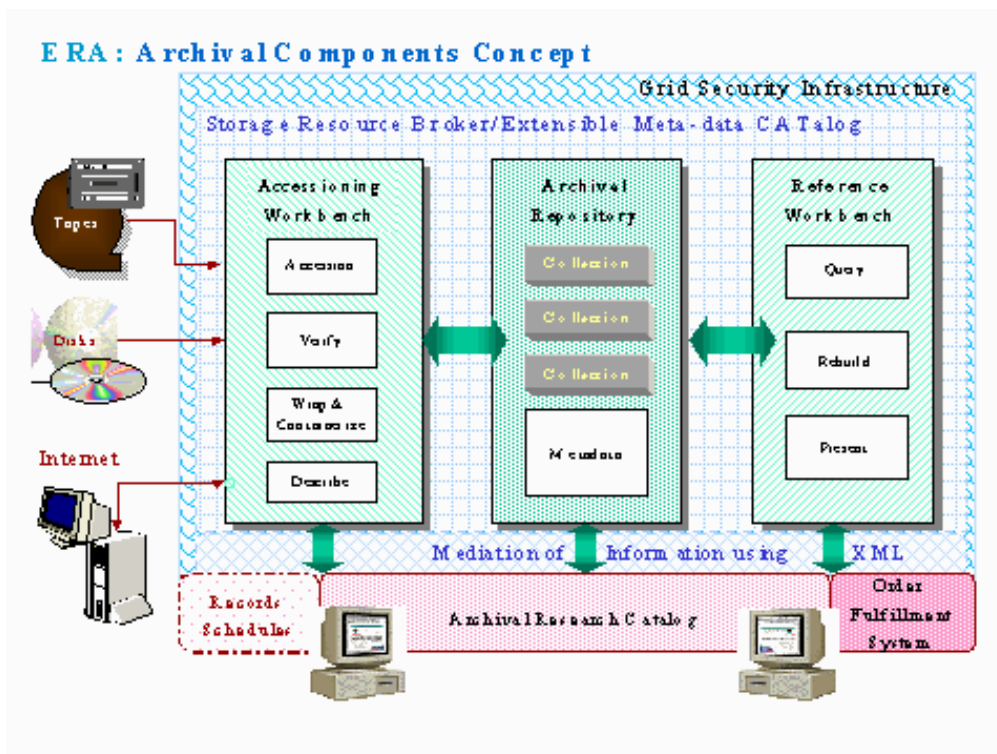 ERA: Archival Components Concept
Grid Security Infrastructure
Storage Resource Broker/Extensible Meta-data CATalog
Tapes
Disks
Internet
Accessioning
Workbench
Accession
Verify
Wrap &
Containerize
Describe
Archival
Repository
Collection
Collection
Collection
Metadata
Reference
Workbench
Query
Rebuild
Present
Mediation of Information using XML
Records
Schedules
Archival Research Catalog
Order
Fulfillment
System